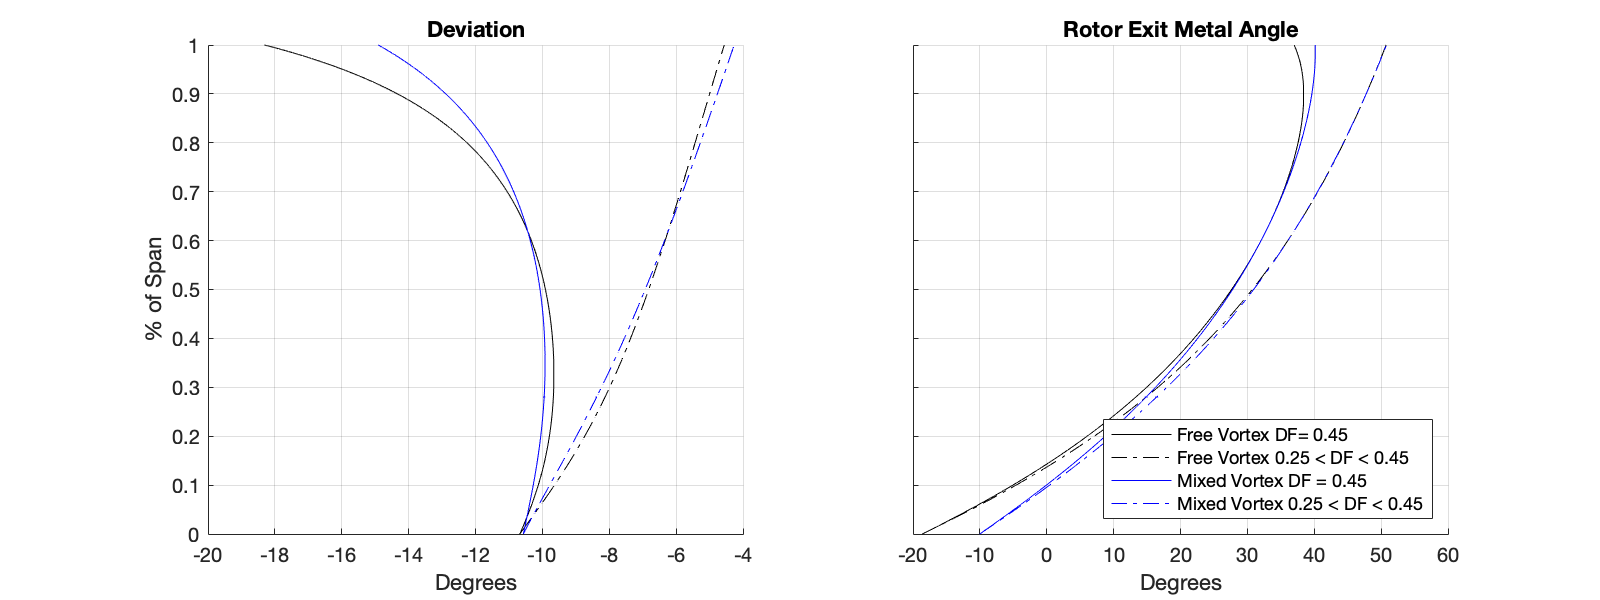 Deviation
1
0.9
0.8
0.7
0.6
0.5
0.4
0.3
0.2
0.1
0
% of Span
-20 -18 -16 -14 -12 -10 -8 -6 -4
Degrees
Rotor Exit Metal Angle
Free Vortex DF= 0.45
Free Vortex 0.25 < DF < 0.45
Mixed Vortex DF = 0.45
Mixed Vortex 0.25 < DF < 0.45
-20 -10 0 10 20 30 40 50 60
Degrees